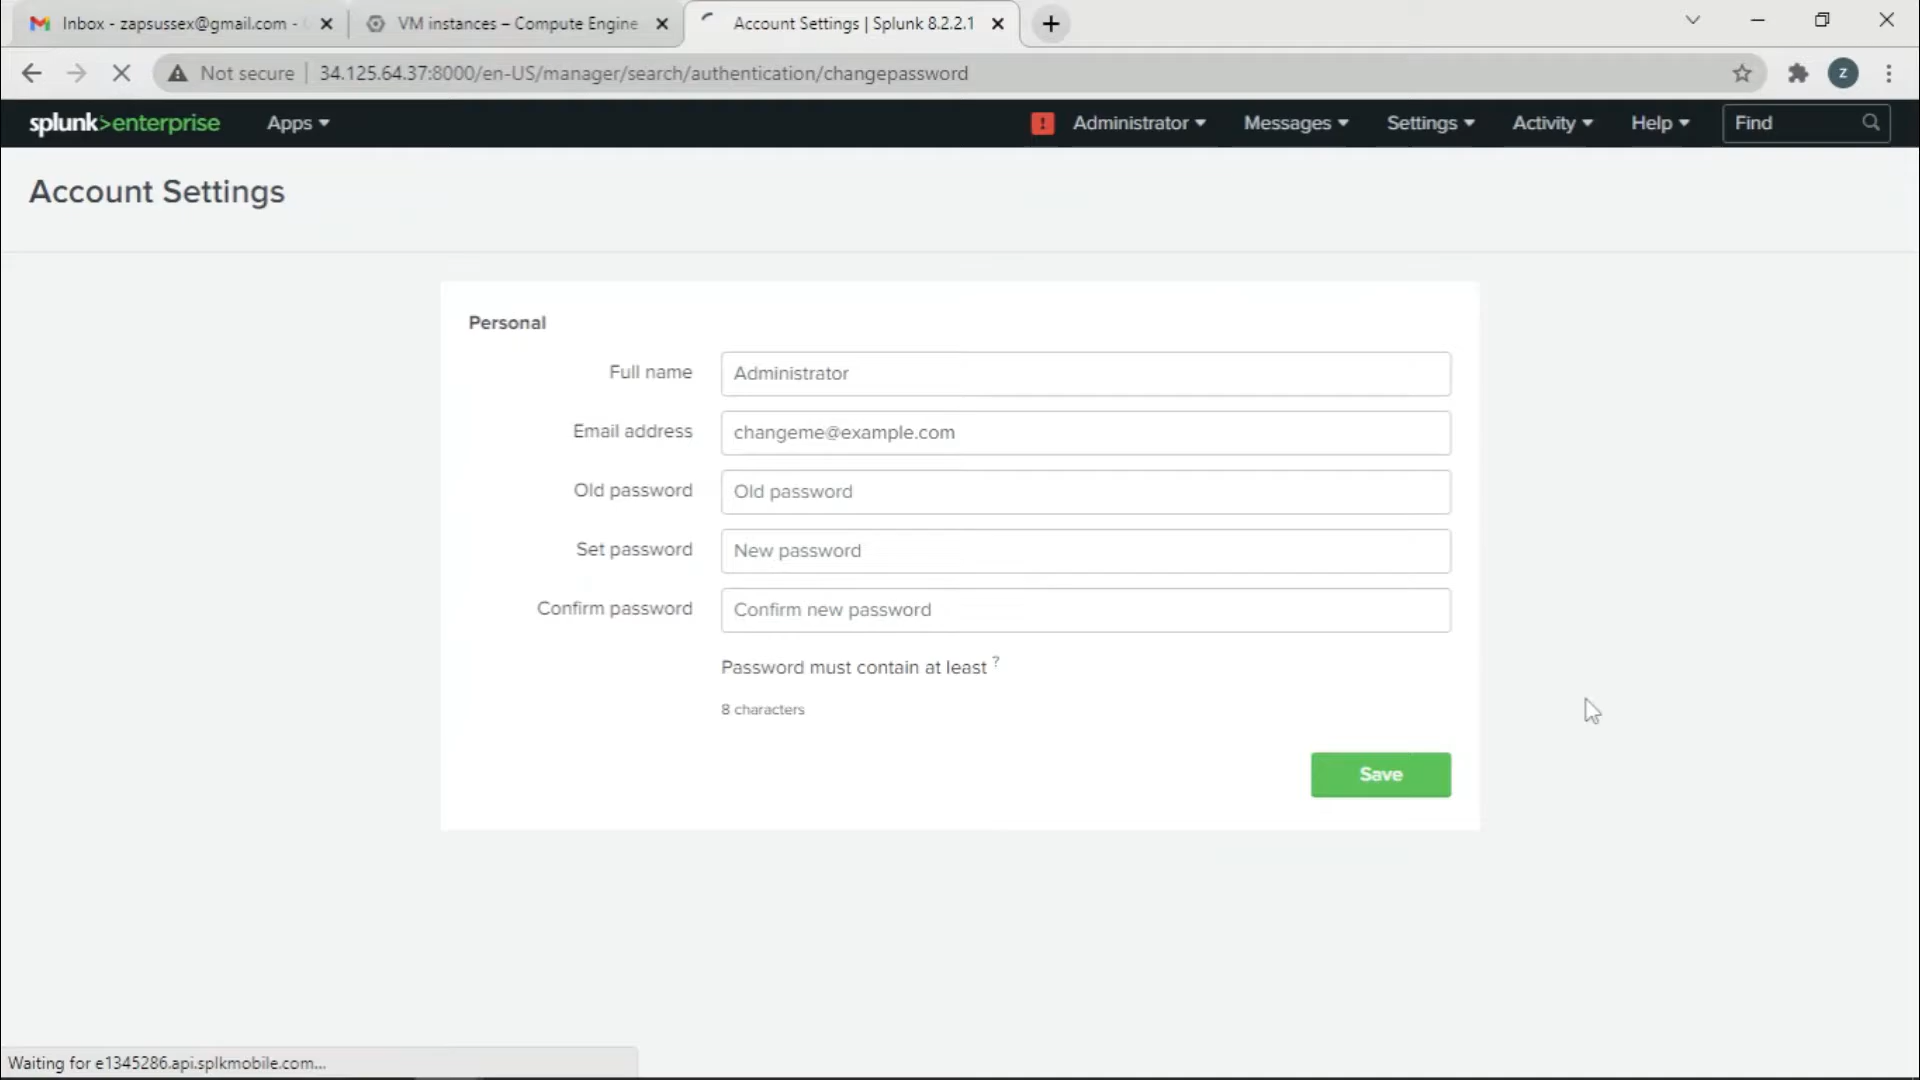 Inbox - zapsussex@gmail.com -
VM instances – Compute Engine
Account Settings | Splunk 8.2.2.1
Not secure
34.125.64.37:8000/en-US/manager/search/authentication/changepassword
z
splunk>enterprise
Apps
!
Administrator
Messages
Settings
Activity
Help
Find
Account Settings
Personal
Full name
Administrator
Email address
changeme@example.com
Old password
Old password
Set password
New password
Confirm password
Confirm new password
Password must contain at least ?
8 characters
Save
Waiting for e1345286.api.splkmobile.com...